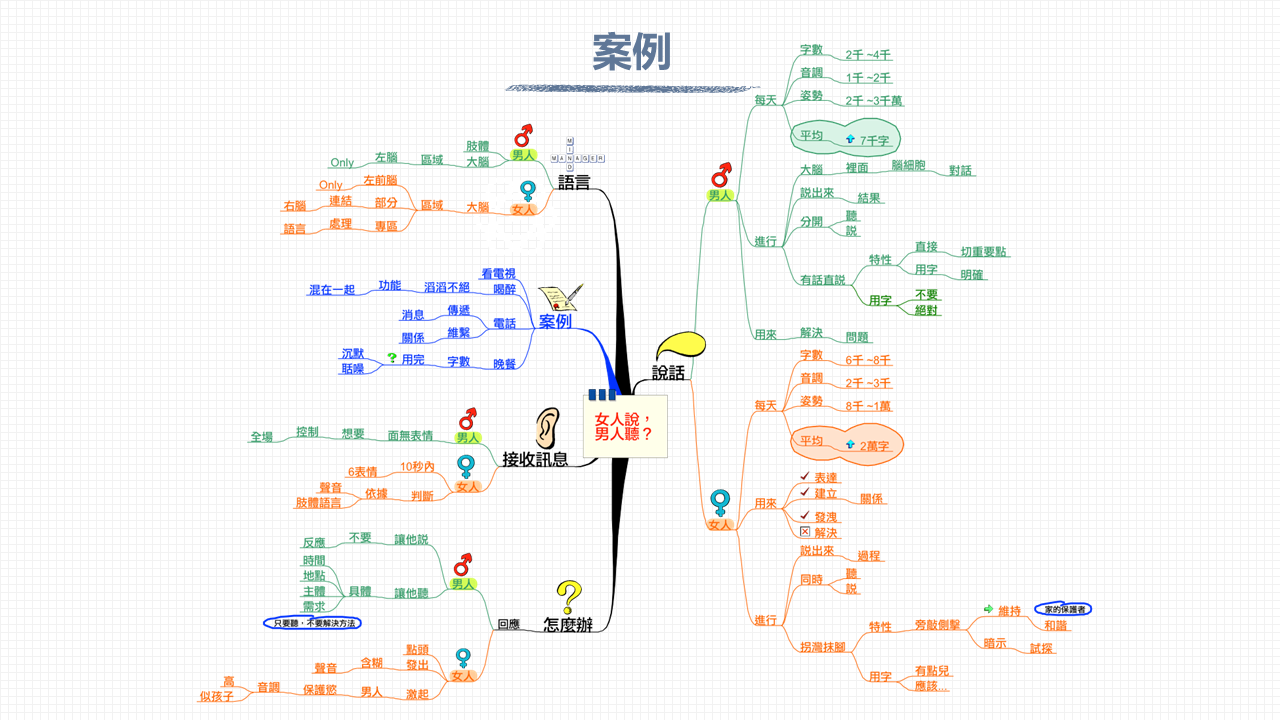 案例
女人說，
男人聽？
說話
男人
每天
字數
2千 ~4千
音調
1千 ~2千
姿勢
2千 ~3千萬
平均
7千字
進行
大腦
裡面
腦細胞
對話
說出來
結果
分開
聽
說
有話直說
特性
直接
切重要點
用字
明確
用字
不要
絕對
用來
解決
問題
女人
每天
字數
6千 ~8千
音調
2千 ~3千
姿勢
8千 ~1萬
平均
2萬字
用來
表達
建立
關係
發洩
解決
進行
說出來
過程
同時
聽
說
拐灣抹腳
特性
旁敲側擊
維持
家的保護者
和諧
暗示
試探
用字
有點兒
應該...
語言
MIND
MANAGER
男人
肢體
大腦
區域
左腦
Only
女人
大腦
區域
左前腦
Only
部分
連結
右腦
專區
處理
語言
案例
看電視
喝醉
滔滔不絕
功能
混在一起
電話
傳遞
消息
維繫
關係
晚餐
字數
用完
沉默
聒噪
接收訊息
男人
面無表情
想要
控制
全場
女人
10秒內
6表情
判斷
依據
聲音
肢體語言
怎麼辦
回應
男人
讓他說
不要
反應
讓他聽
具體
時間
地點
主體
需求
只要聽，不要解決方法
女人
點頭
發出
含糊
聲音
激起
男人
保護慾
音調
高
似孩子